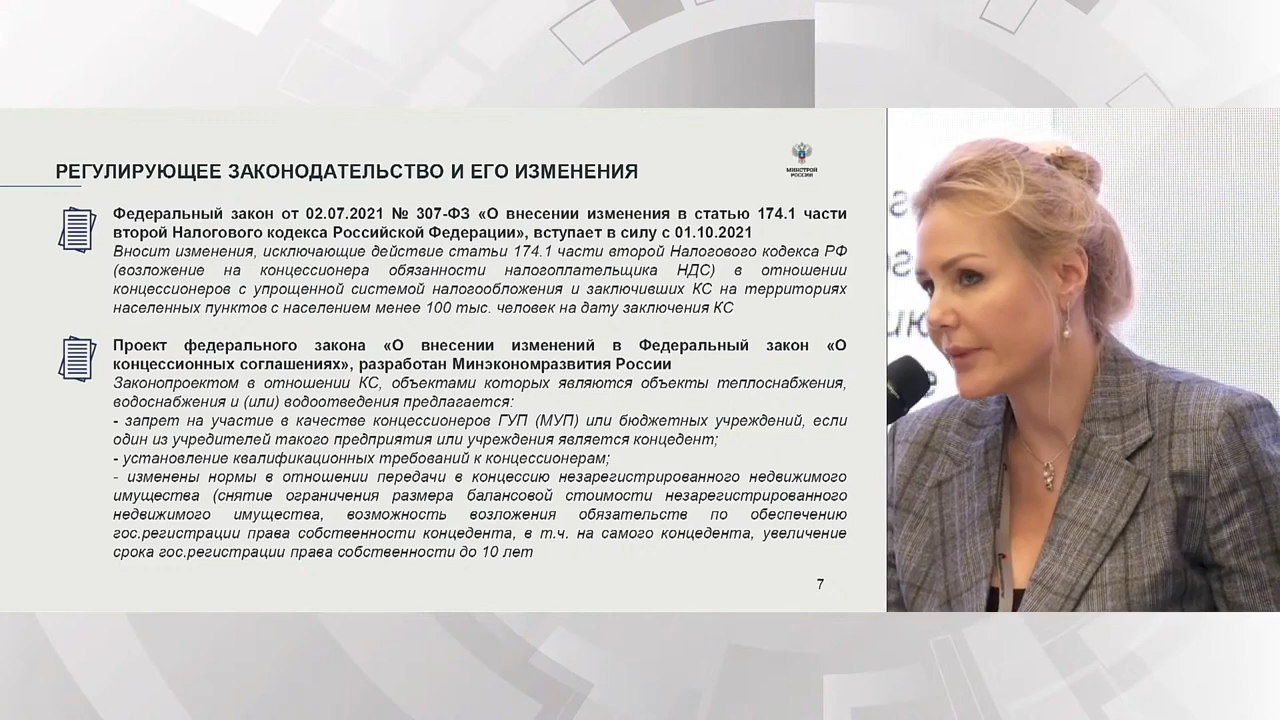 РЕГУЛИРУЮЩЕЕ ЗАКОНОДАТЕЛЬСТВО И ЕГО ИЗМЕНЕНИЯ
МИНСТРОЙ
РОССИИ
Федеральный закон от 02.07.2021 № 307-ФЗ «О внесении изменения в статью 174.1 части
второй Налогового кодекса Российской Федерации», вступает в силу с 01.10.2021
Вносит изменения, исключающие действие статьи 174.1 части второй Налогового кодекса РФ
(возложение на концессионера обязанности налогоплательщика НДС) в отношении
концессионеров с упрощенной системой налогообложения и заключивших КС на территориях
населенных пунктов с населением менее 100 тыс. человек на дату заключения КС
Проект федерального закона «О внесении изменений в Федеральный закон «О
концессионных соглашениях», разработан Минэкономразвития России
Законопроектом в отношении КС, объектами которых являются объекты теплоснабжения,
водоснабжения и (или) водоотведения предлагается:
- запрет на участие в качестве концессионеров ГУП (МУП) или бюджетных учреждений, если
один из учредителей такого предприятия или учреждения является концедент;
- установление квалификационных требований к концессионерам;
- изменены нормы в отношении передачи в концессию незарегистрированного недвижимого
имущества (снятие ограничения размера балансовой стоимости незарегистрированного
недвижимого имущества, возможность возложения обязательств по обеспечению
гос.регистрации права собственности концедента, в т.ч. на самого концедента, увеличение
срока гос.регистрации права собственности до 10 лет
7